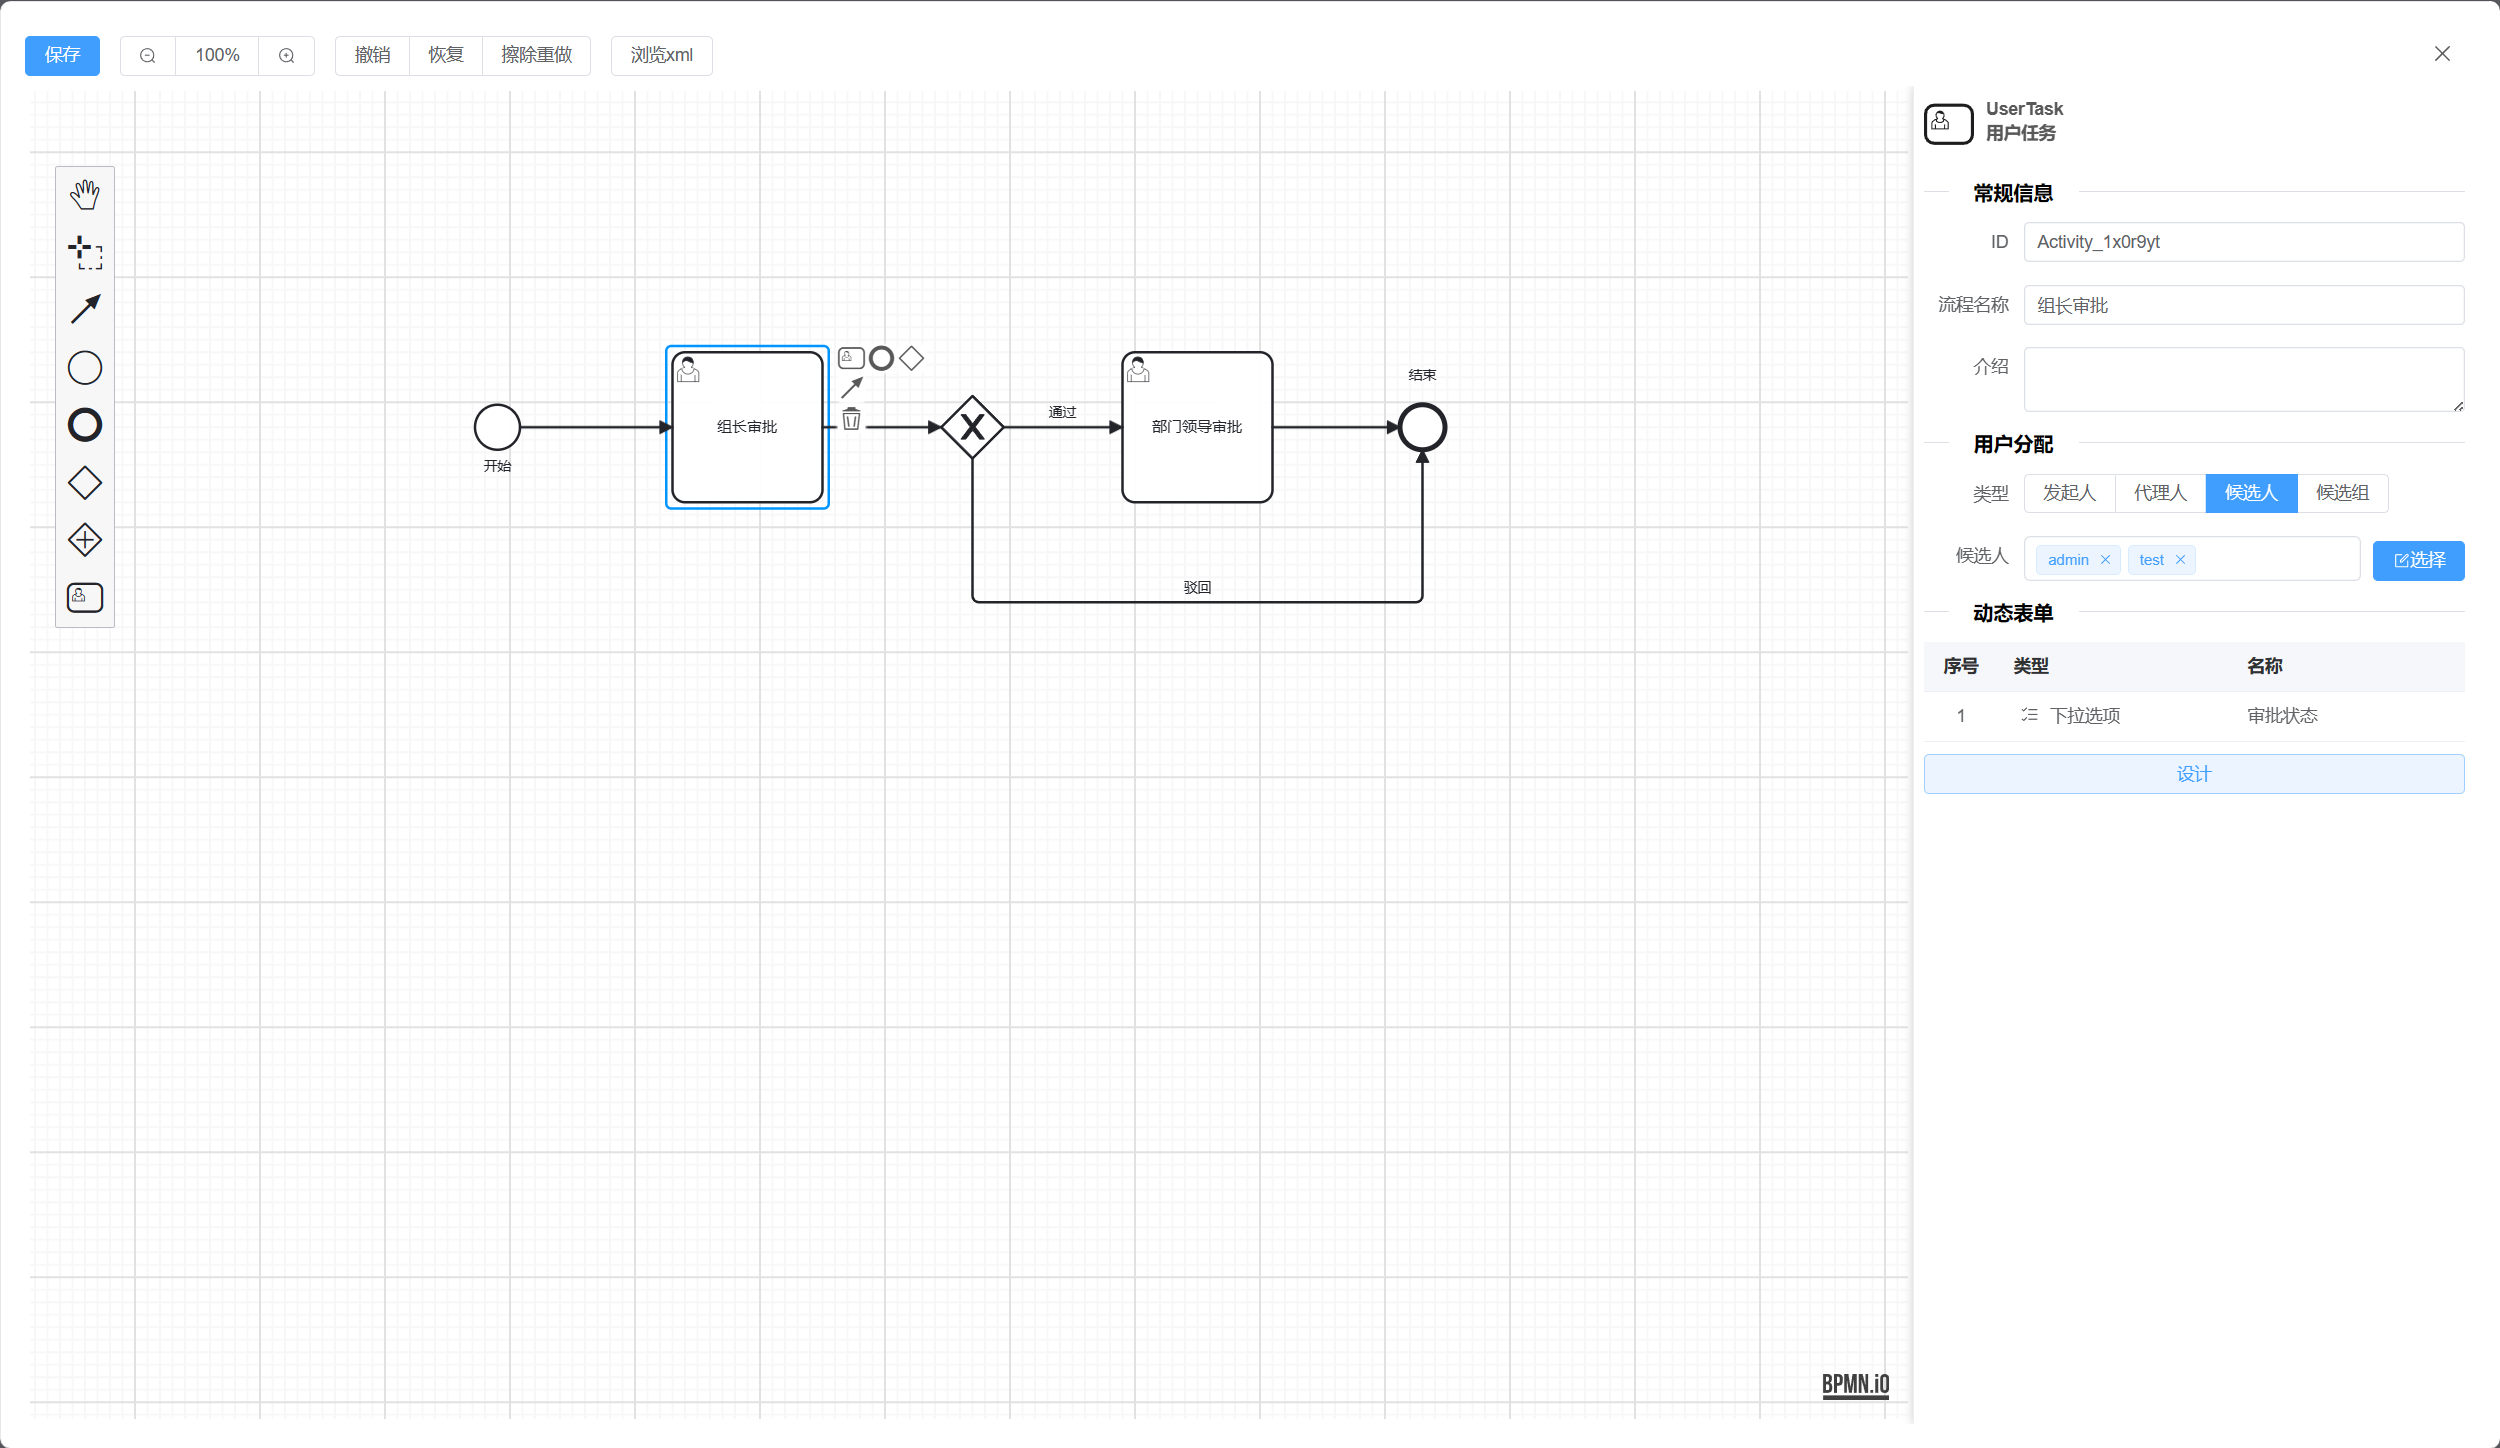 保存
100%
撤销
恢复
擦除重做
浏览xml
UserTask
用户任务
常规信息
ID
Activity_1x0r9yt
流程名称
组长审批
介绍
用户分配
类型
发起人
代理人
候选人
候选组
候选人
admin
test
选择
动态表单
序号 类型 名称
1 下拉选项 审批状态
设计
开始
组长审批
通过
部门领导审批
结束
驳回
BPMN.iO